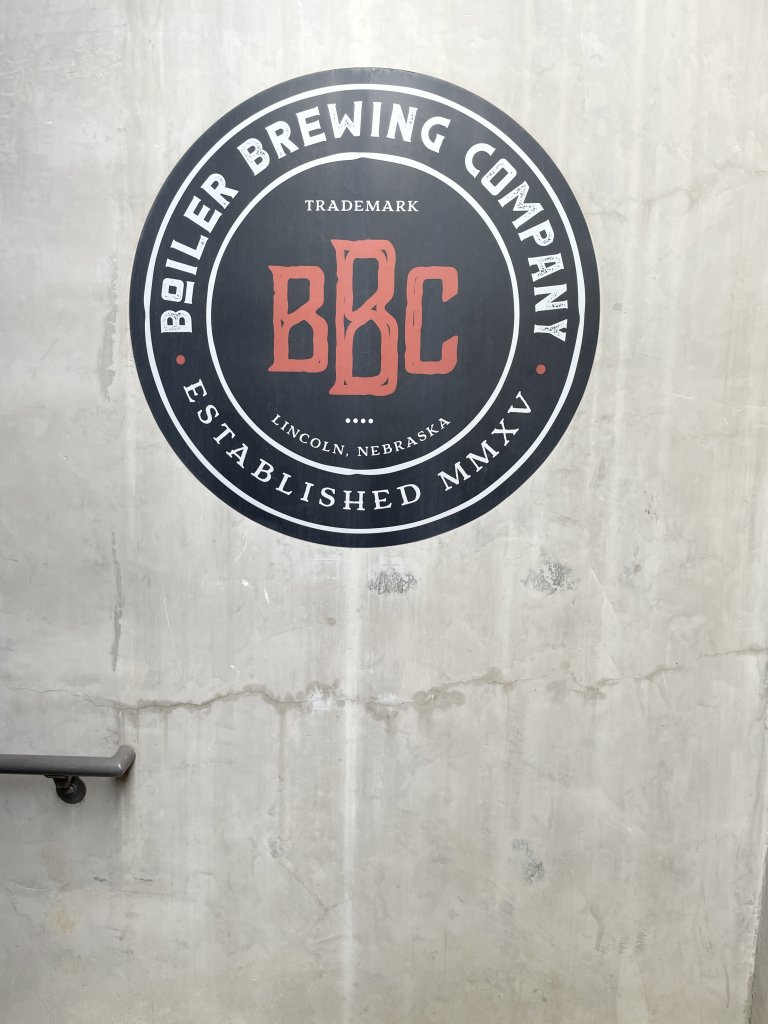 BOILER BREWING COMPANY
TRADEMARK
BBC
LINCOLN, NEBRASKA
ESTABLISHED MMXV